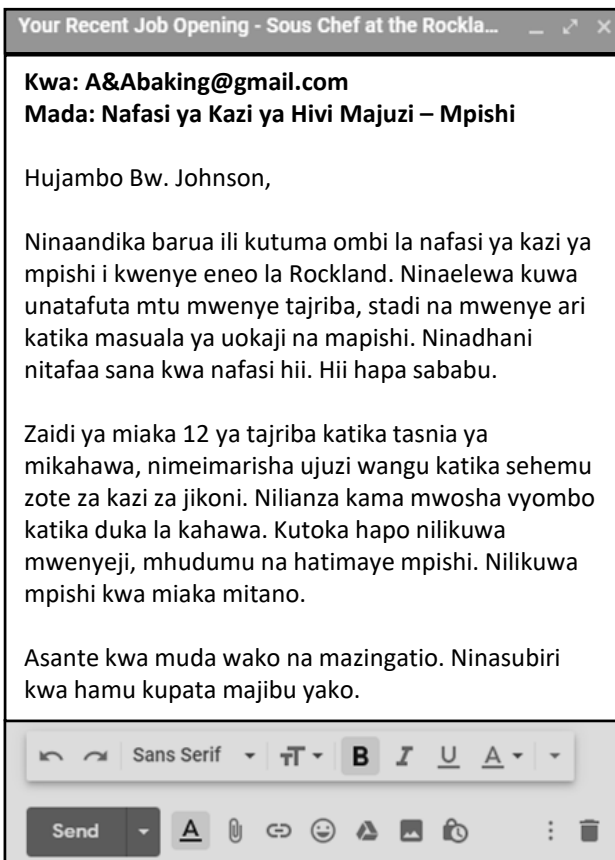 Your Recent Job Opening - Sous Chef at the Rockla...
Kwa: A&Abaking@gmail.com
Mada: Nafasi ya Kazi ya Hivi Majuzi – Mpishi
Hujambo Bw. Johnson,
Ninaandika barua ili kutuma ombi la nafasi ya kazi ya
mpishi i kwenye eneo la Rockland. Ninaelewa kuwa
unatafuta mtu mwenye tajriba, stadi na mwenye ari
katika masuala ya uokaji na mapishi. Ninadhani
nitafaa sana kwa nafasi hii. Hii hapa sababu.
Zaidi ya miaka 12 ya tajriba katika tasnia ya
mikahawa, nimeimarisha ujuzi wangu katika sehemu
zote za kazi za jikoni. Nilianza kama mwosha vyombo
katika duka la kahawa. Kutoka hapo nilikuwa
mwenyeji, mhudumu na hatimaye mpishi. Nilikuwa
mpishi kwa miaka mitano.
Asante kwa muda wako na mazingatio. Ninasubiri
kwa hamu kupata majibu yako.
Sans Serif B I U A
Send A